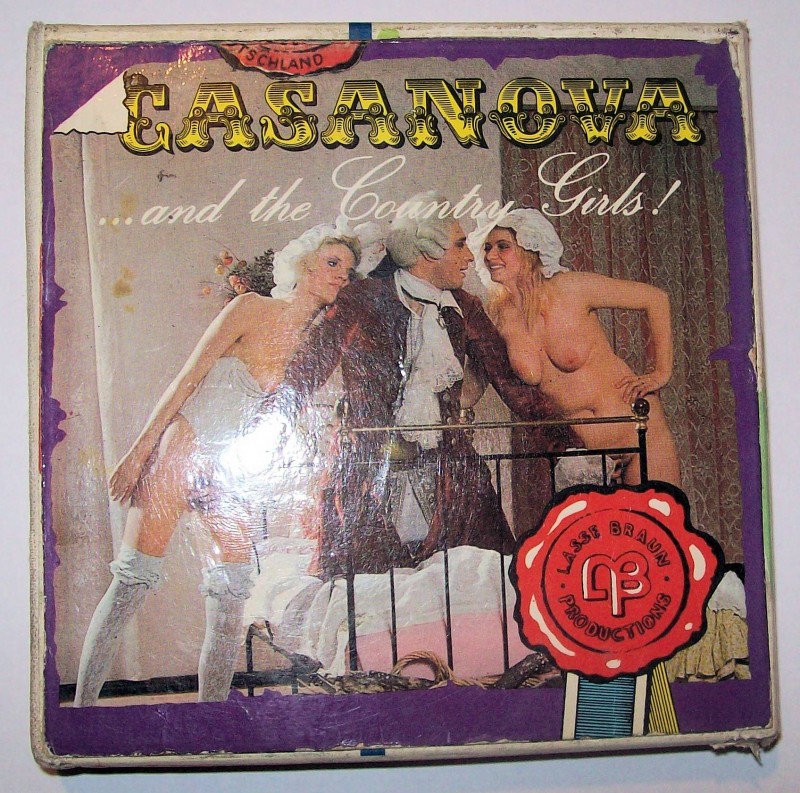 TSCHLAND
CASANOVA
...and the Country Girls!
LASSE BRAUN
LB
PRODUCTIONS